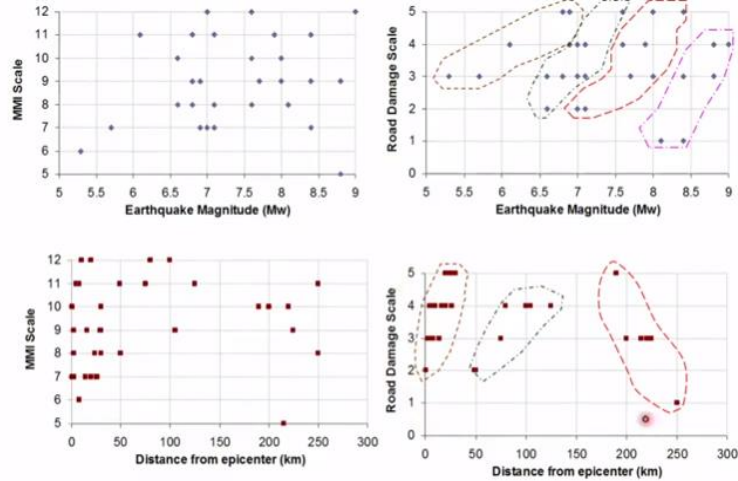 12
11
10
9
8
7
6
5
MMI Scale
5 5.5 6 6.5 7 7.5 8 8.5 9
Earthquake Magnitude (Mw)
5
4
3
2
1
0
Road Damage Scale
5 5.5 6 6.5 7 7.5 8 8.5 9
Earthquake Magnitude (Mw)
12
11
10
9
8
7
6
5
MMI Scale
0 50 100 150 200 250 300
Distance from epicenter (km)
5
4
3
2
1
0
Road Damage Scale
0 50 100 150 200 250 300
Distance from epicenter (km)